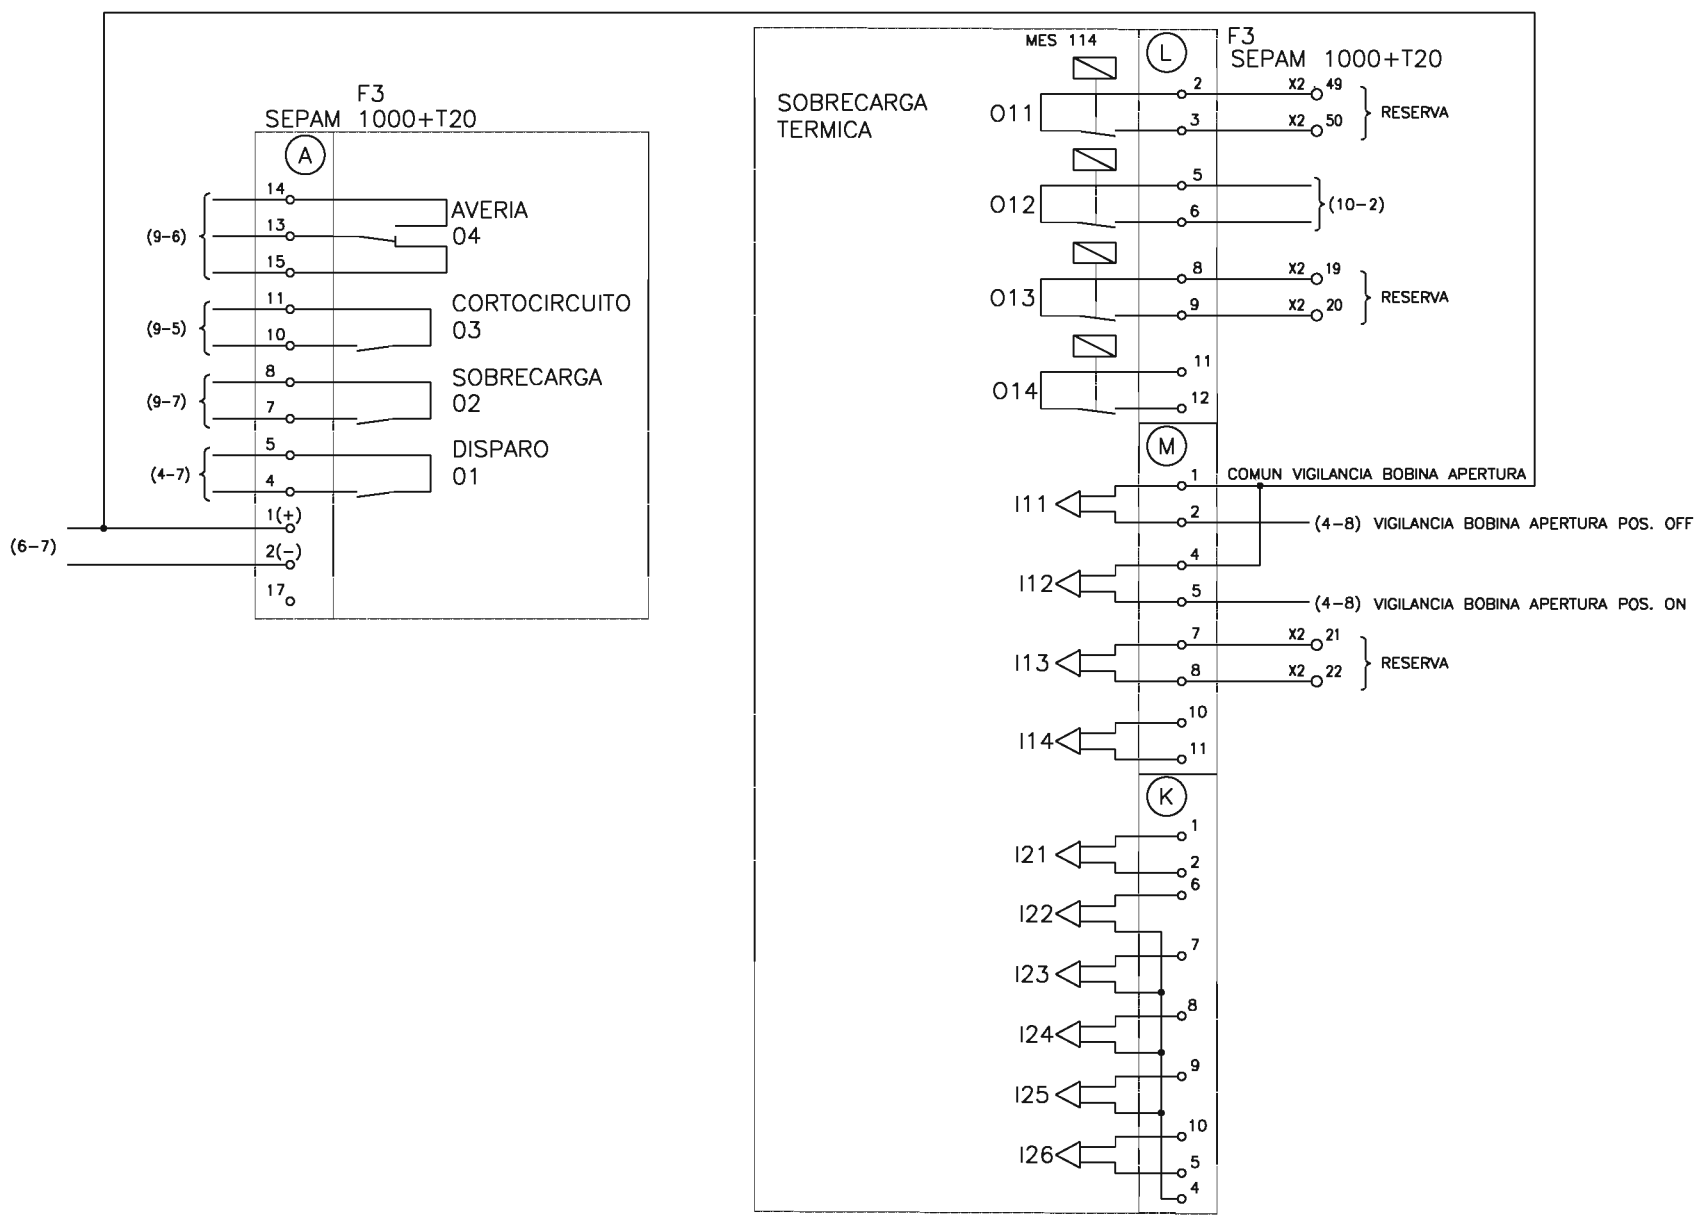 F3
SEPAM 1000+T20
A
14
AVERIA
(9-6)
13
04
15
11
CORTOCIRCUITO
(9-5)
03
10
8
SOBRECARGA
(9-7)
02
7
5
DISPARO
(4-7)
01
4
1(+)
(6-7)
2(-)
17
MES 114
L
F3
SEPAM 1000+T20
SOBRECARGA
TERMICA
2
X2 49
O11
RESERVA
3
X2 50
5
O12
(10-2)
6
8
X2 19
O13
RESERVA
9
X2 20
11
O14
12
M
1
COMUN VIGILANCIA BOBINA APERTURA
I11
2
(4-8) VIGILANCIA BOBINA APERTURA POS. OFF
4
I12
5
(4-8) VIGILANCIA BOBINA APERTURA POS. ON
7
X2 21
I13
RESERVA
8
X2 22
10
I14
11
K
1
I21
2
6
I22
7
I23
8
I24
9
I25
10
I26
5
4